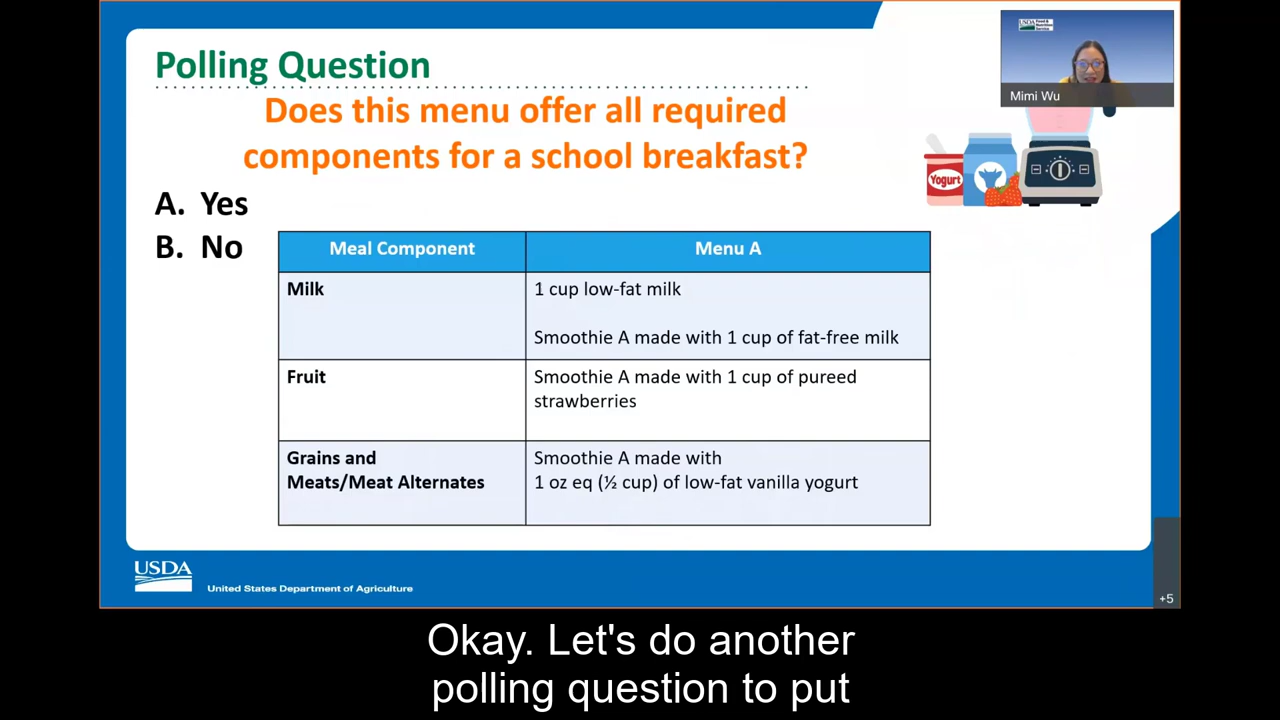 Polling Question
Does this menu offer all required
components for a school breakfast?
A. Yes
B. No
Meal Component
Menu A
Milk
1 cup low-fat milk
Smoothie A made with 1 cup of fat-free milk
Fruit
Smoothie A made with 1 cup of pureed
strawberries
Grains and
Meats/Meat Alternates
Smoothie A made with
1 oz eq (½ cup) of low-fat vanilla yogurt
USDA
Food &
Nutrition
Service
Mimi Wu
Yogurt
USDA
United States Department of Agriculture
+5
Okay. Let's do another
polling question to put